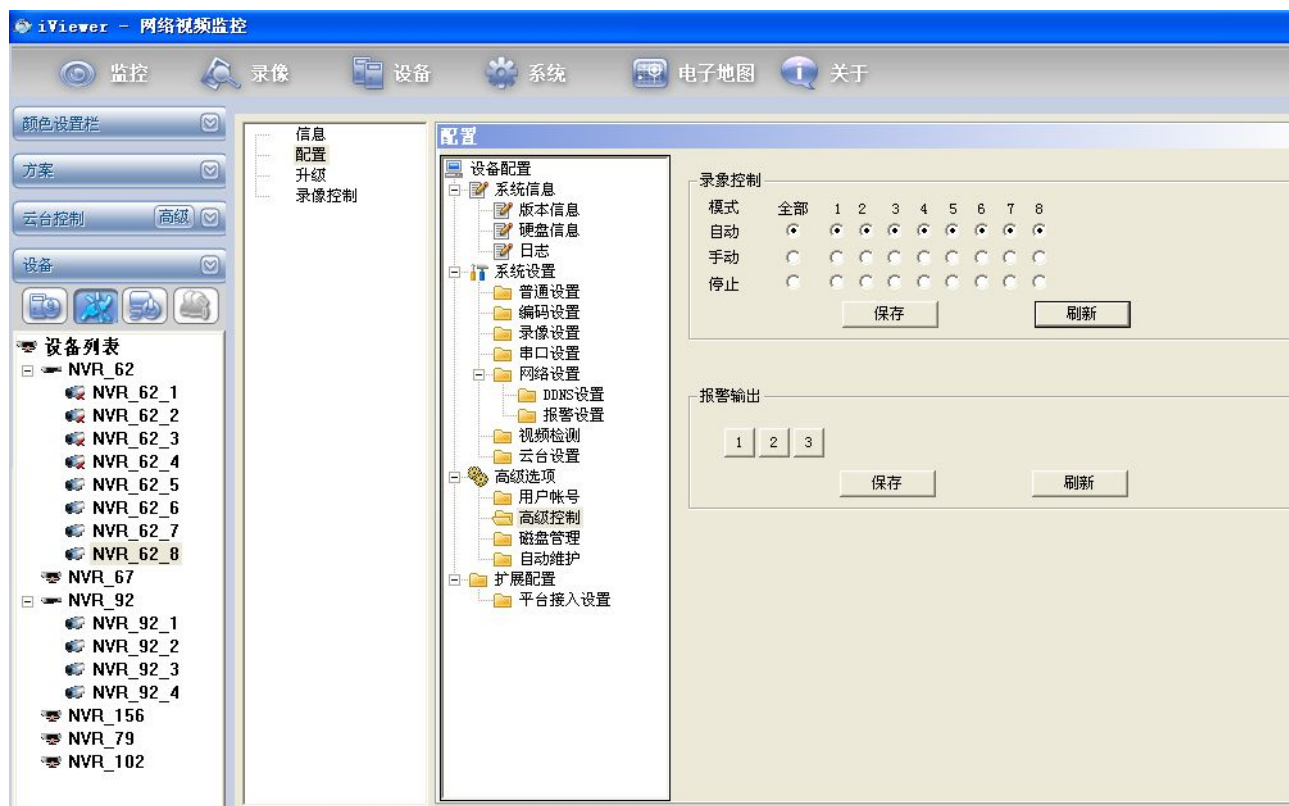 iViewer - 网络视频监控
监控 录像 设备 系统 电子地图 关于
颜色设置栏
方案
云台控制 高级
设备
设备列表
NVR_62
NVR_62_1
NVR_62_2
NVR_62_3
NVR_62_4
NVR_62_5
NVR_62_6
NVR_62_7
NVR_62_8
NVR_67
NVR_92
NVR_92_1
NVR_92_2
NVR_92_3
NVR_92_4
NVR_156
NVR_79
NVR_102
信息
配置
升级
录像控制
配置
设备配置
系统信息
版本信息
硬盘信息
日志
系统设置
普通设置
编码设置
录像设置
串口设置
网络设置
DDNS设置
报警设置
视频检测
云台设置
高级选项
用户帐号
高级控制
磁盘管理
自动维护
扩展配置
平台接入设置
录象控制
模式 全部 1 2 3 4 5 6 7 8
自动
手动
停止
保存 刷新
报警输出
1 2 3
保存 刷新